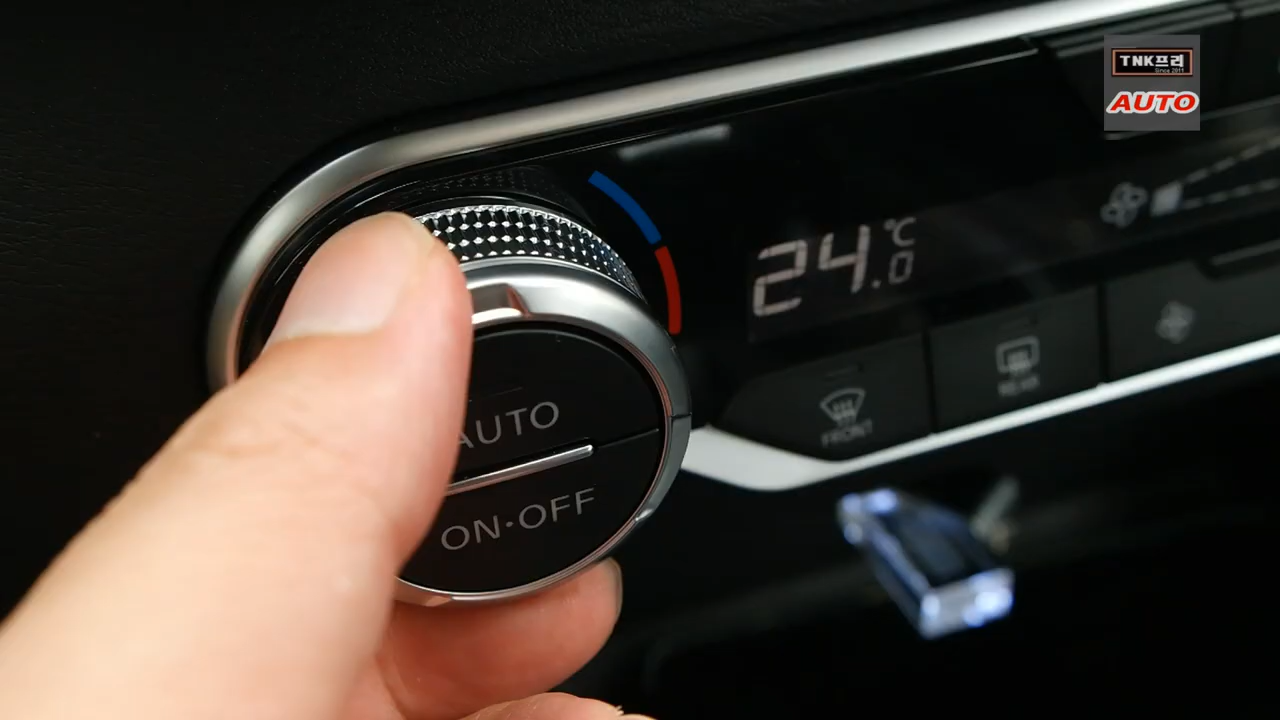 TNK프리
Since 2011
AUTO
24.0
°C
AUTO
ON·OFF
FRONT
REAR